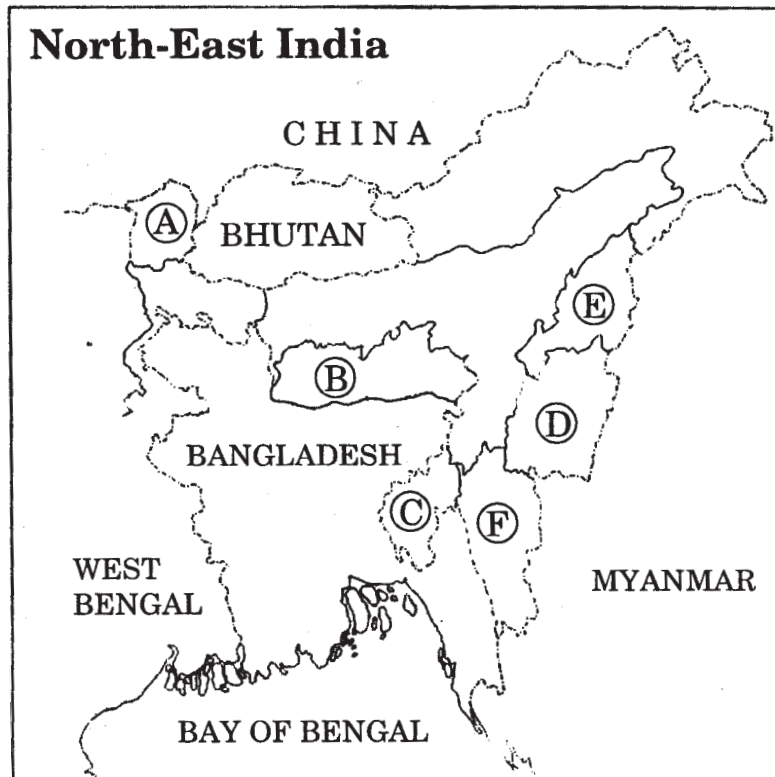 North-East India
CHINA
A
BHUTAN
E
B
D
BANGLADESH
C
F
WEST
BENGAL
MYANMAR
BAY OF BENGAL